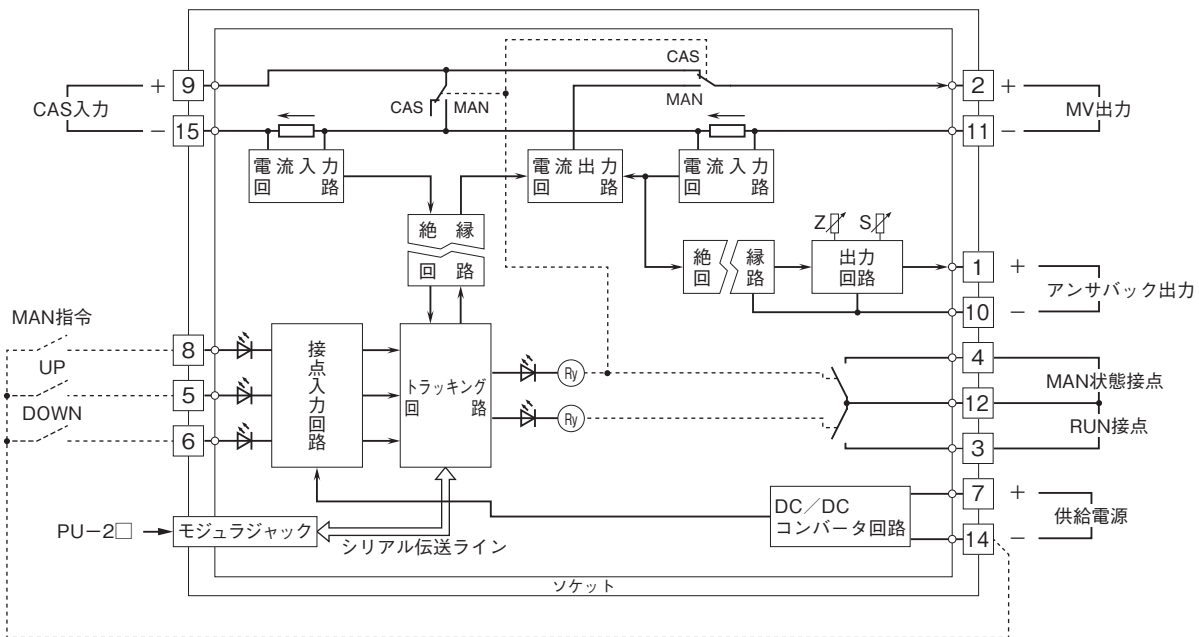 CAS
9
+
CAS入力
−
15
CAS
MAN
MAN
2
+
MV出力
11
−
電流入力
回　　路
電流出力
回　　路
電流入力
回　　路
絶　縁
回　路
絶　縁
回　路
Z
S
出力
回路
1
+
アンサバック出力
10
−
MAN指令
8
UP
5
DOWN
6
接点入力回路
トラッキング
回　　路
Ry
Ry
4
MAN状態接点
12
RUN接点
3
DC／DC
コンバータ回路
7
+
供給電源
14
−
PU−2□
モジュラジャック
シリアル伝送ライン
ソケット